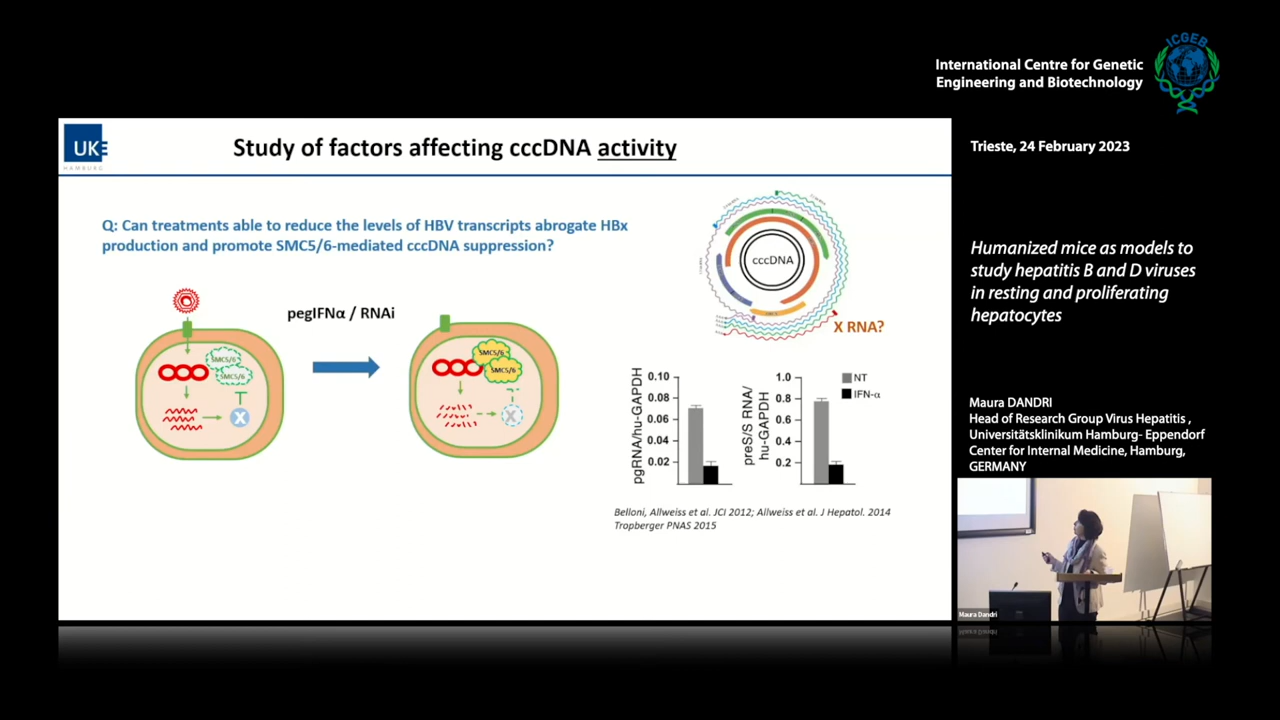 International Centre for Genetic
Engineering and Biotechnology
ICGEB
Trieste, 24 February 2023
UKE
HAMBURG
Study of factors affecting cccDNA activity
Q: Can treatments able to reduce the levels of HBV transcripts abrogate HBx
production and promote SMC5/6-mediated cccDNA suppression?
cccDNA
X RNA?
pegIFNα / RNAi
SMC5/6
SMC5/6
X
SMC5/6
SMC5/6
X
pgRNA/hu-GAPDH
0.10
0.08
0.06
0.04
0.02
preS/S RNA/
hu-GAPDH
1.0
0.8
0.6
0.4
0.2
NT
IFN-α
Belloni, Allweiss et al. JCI 2012; Allweiss et al. J Hepatol. 2014
Tropberger PNAS 2015
Humanized mice as models to
study hepatitis B and D viruses
in resting and proliferating
hepatocytes
Maura DANDRI
Head of Research Group Virus Hepatitis ,
Universitätsklinikum Hamburg- Eppendorf
Center for Internal Medicine, Hamburg,
GERMANY
Maura Dandri